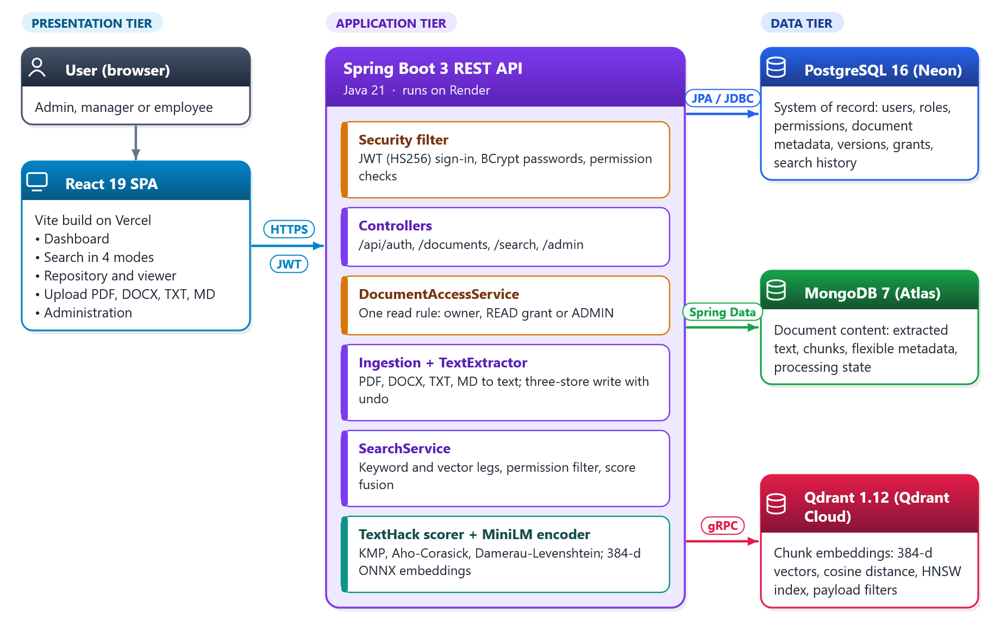 PRESENTATION TIER
User (browser)
Admin, manager or employee
React 19 SPA
Vite build on Vercel
• Dashboard
• Search in 4 modes
• Repository and viewer
• Upload PDF, DOCX, TXT, MD
• Administration
HTTPS
JWT
APPLICATION TIER
Spring Boot 3 REST API
Java 21 · runs on Render
Security filter
JWT (HS256) sign-in, BCrypt passwords, permission
checks
Controllers
/api/auth, /documents, /search, /admin
DocumentAccessService
One read rule: owner, READ grant or ADMIN
Ingestion + TextExtractor
PDF, DOCX, TXT, MD to text; three-store write with
undo
SearchService
Keyword and vector legs, permission filter, score
fusion
TextHack scorer + MiniLM encoder
KMP, Aho-Corasick, Damerau-Levenshtein; 384-d
ONNX embeddings
JPA / JDBC
Spring Data
gRPC
DATA TIER
PostgreSQL 16 (Neon)
System of record: users, roles,
permissions, document
metadata, versions, grants,
search history
MongoDB 7 (Atlas)
Document content: extracted
text, chunks, flexible metadata,
processing state
Qdrant 1.12 (Qdrant
Cloud)
Chunk embeddings: 384-d
vectors, cosine distance, HNSW
index, payload filters